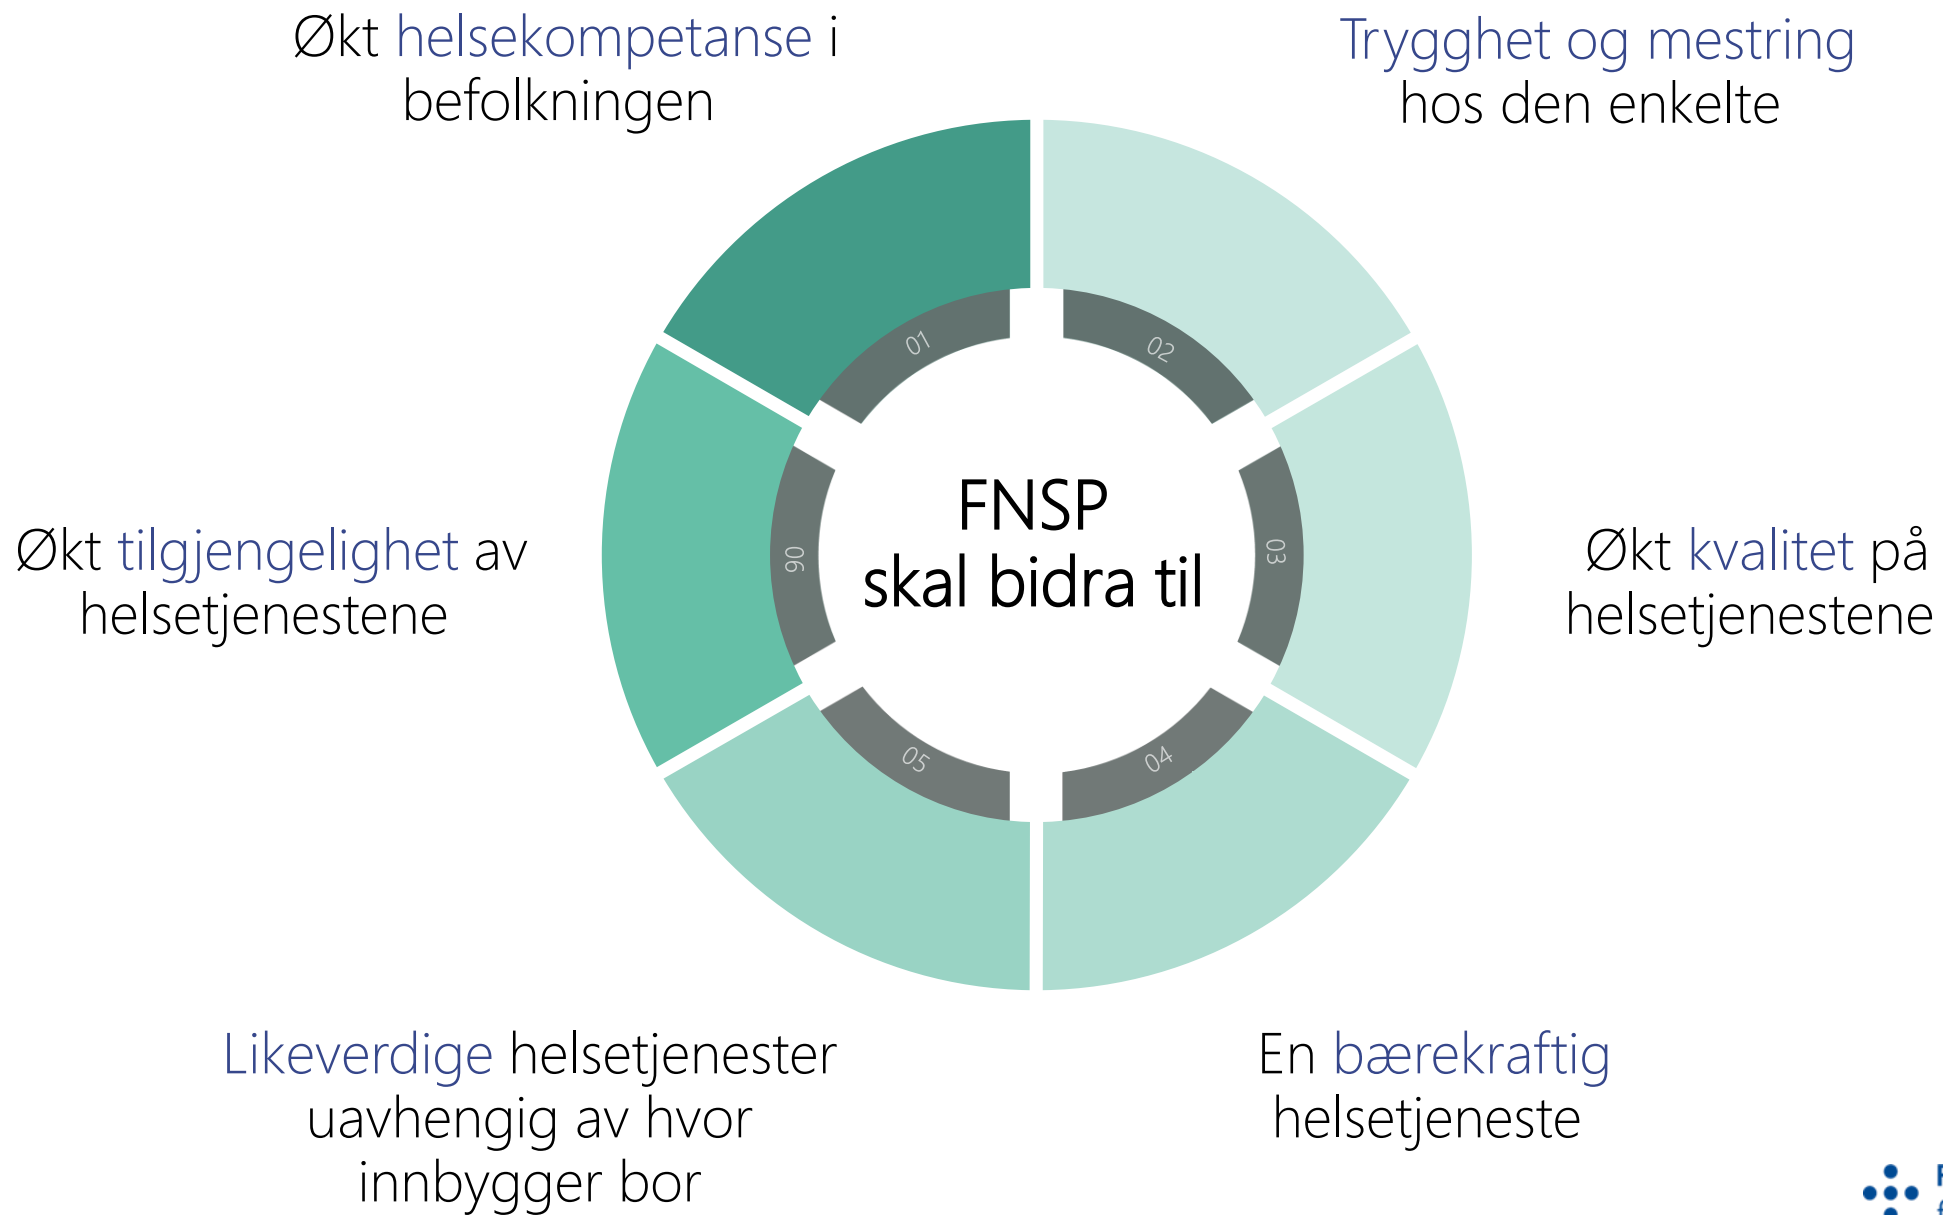 Økt helsekompetanse i
befolkningen
Trygghet og mestring
hos den enkelte
01
02
FNSP
skal bidra til
03
04
05
06
Økt tilgjengelighet av
helsetjenestene
Økt kvalitet på
helsetjenestene
Likeverdige helsetjenester
uavhengig av hvor
innbygger bor
En bærekraftig
helsetjeneste